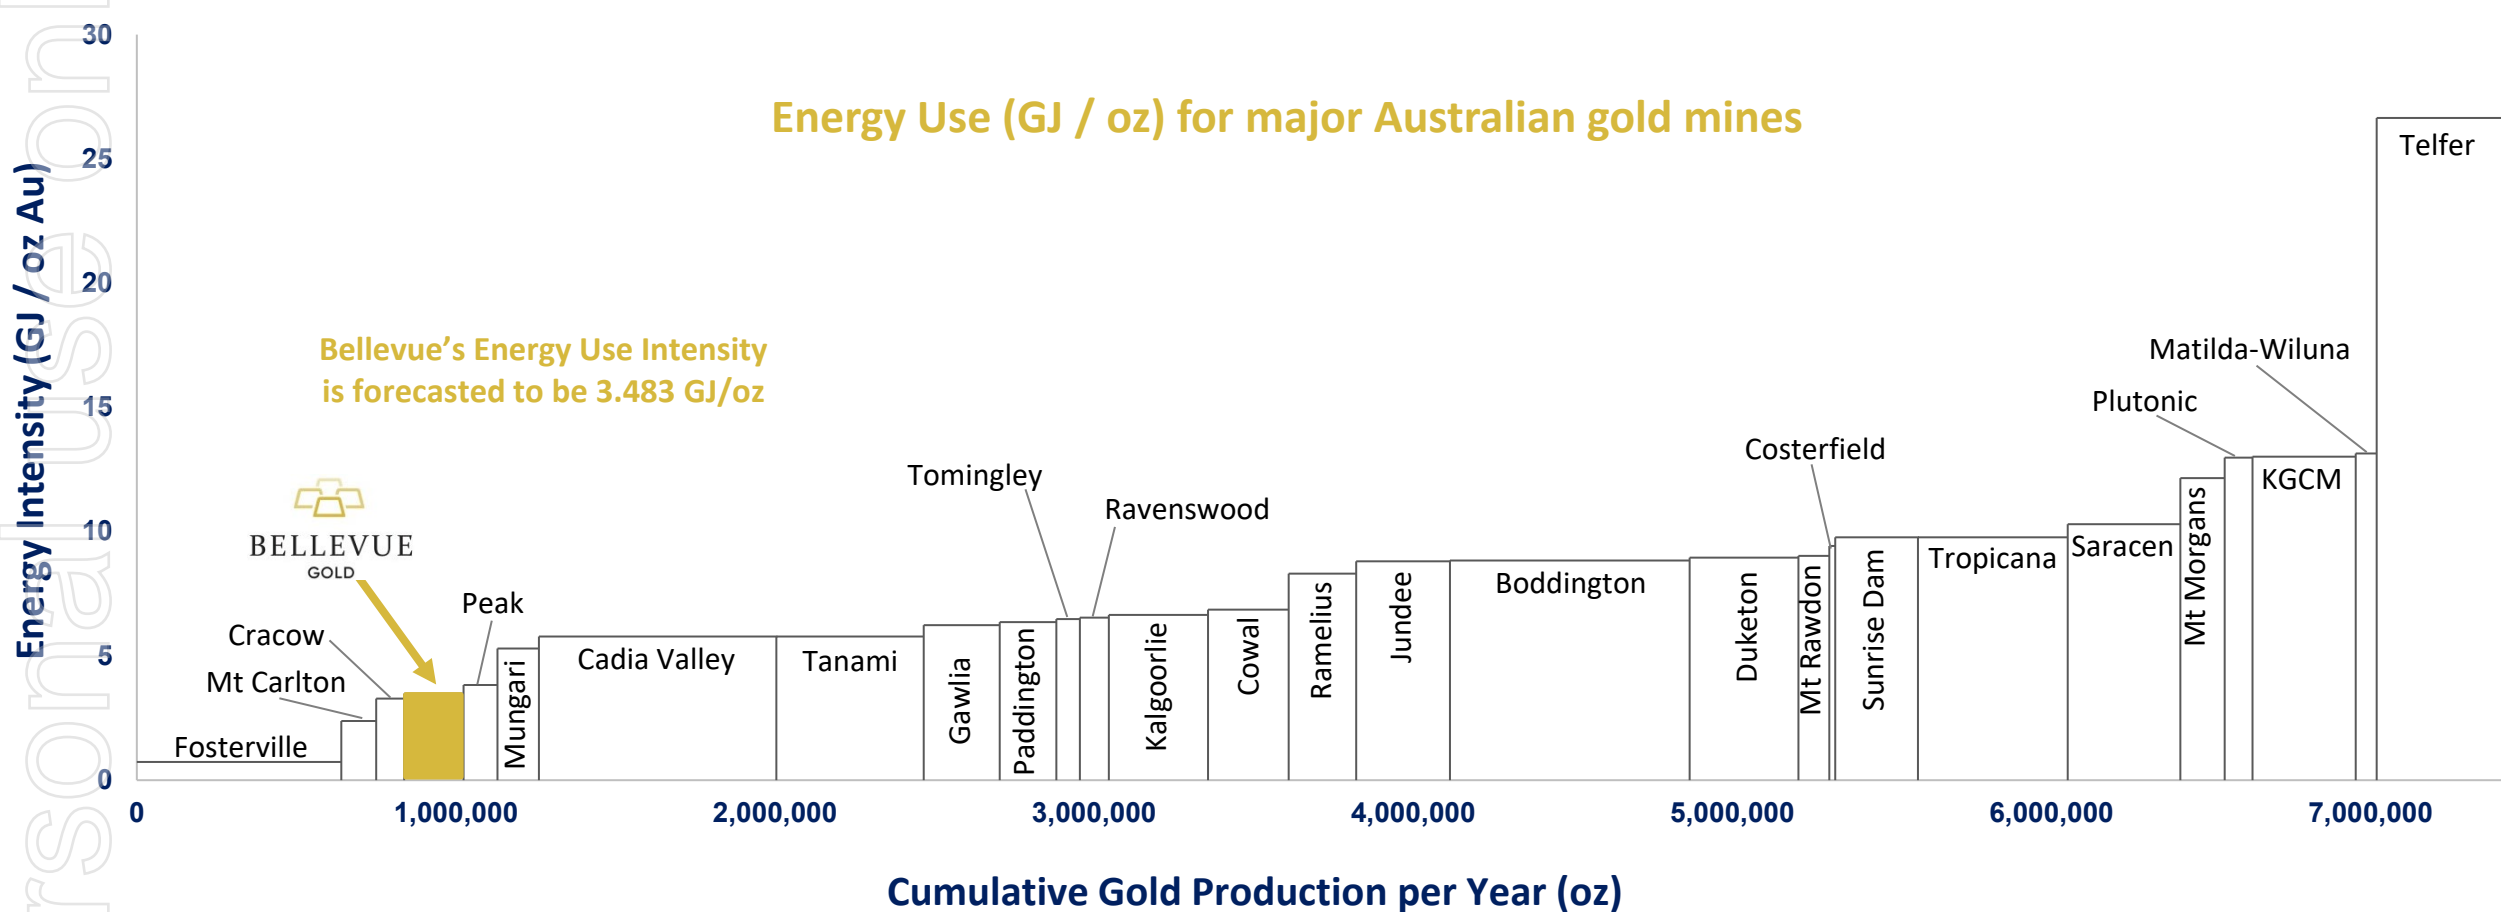 Energy Use (GJ / oz) for major Australian gold mines
Energy Intensity (GJ / oz Au)
30
25
20
15
10
5
0
Bellevue’s Energy Use Intensity
is forecasted to be 3.483 GJ/oz
BELLEVUE
GOLD
Fosterville
Mt Carlton
Cracow
Peak
Mungari
Cadia Valley
Tanami
Gawlia
Paddington
Tomingley
Ravenswood
Kalgoorlie
Cowal
Ramelius
Jundee
Boddington
Duketon
Mt Rawdon
Costerfield
Sunrise Dam
Tropicana
Saracen
Mt Morgans
Plutonic
KGCM
Matilda-Wiluna
Telfer
0
1,000,000
2,000,000
3,000,000
4,000,000
5,000,000
6,000,000
7,000,000
Cumulative Gold Production per Year (oz)
rsonal use onl